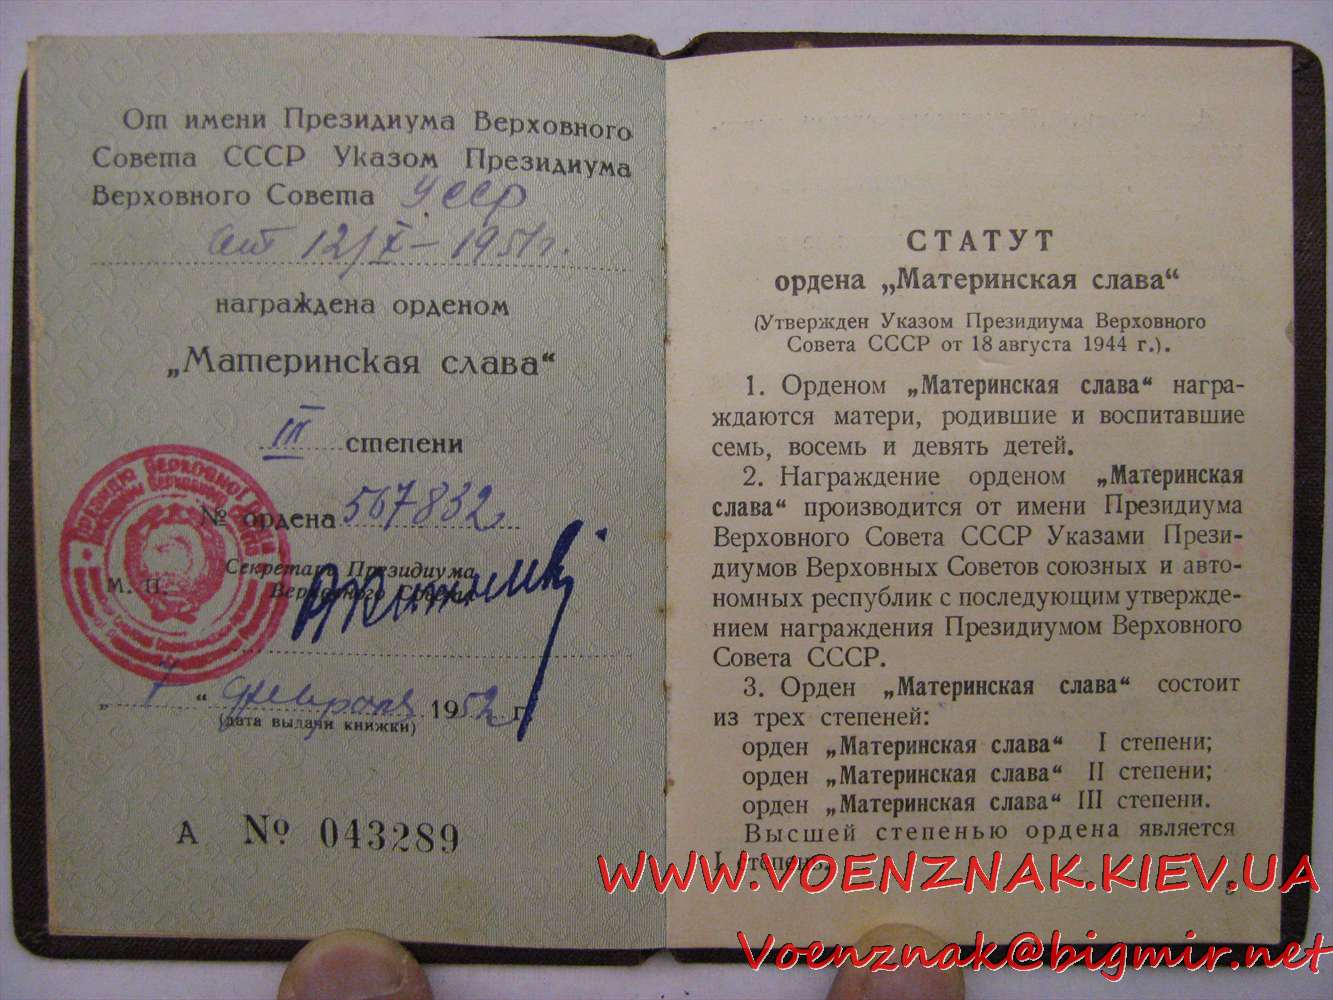 От имени Президиума Верховного
Совета СССР Указом Президиума
Верховного Совета УССР
от 12/X–1951г.
награждена орденом
„Материнская слава“
III степени
№ ордена 567832
Секретарь Президиума
Верховного Совета
М. П.
„ 7 “ февраля 1952 г.
(дата выдачи книжки)
А № 043289
СТАТУТ
ордена „Материнская слава“
(Утвержден Указом Президиума Верховного
Совета СССР от 18 августа 1944 г.).
1. Орденом „Материнская слава“ награ-
ждаются матери, родившие и воспитавшие
семь, восемь и девять детей.
2. Награждение орденом „Материнская
слава“ производится от имени Президиума
Верховного Совета СССР Указами Прези-
диумов Верховных Советов союзных и авто-
номных республик с последующим утвержде-
нием награждения Президиумом Верховного
Совета СССР.
3. Орден „Материнская слава“ состоит
из трех степеней:
орден „Материнская слава“ I степени;
орден „Материнская слава“ II степени;
орден „Материнская слава“ III степени.
Высшей степенью ордена является
I степень.
WWW.VOENZNAK.KIEV.UA
Voenznak@bigmir.net